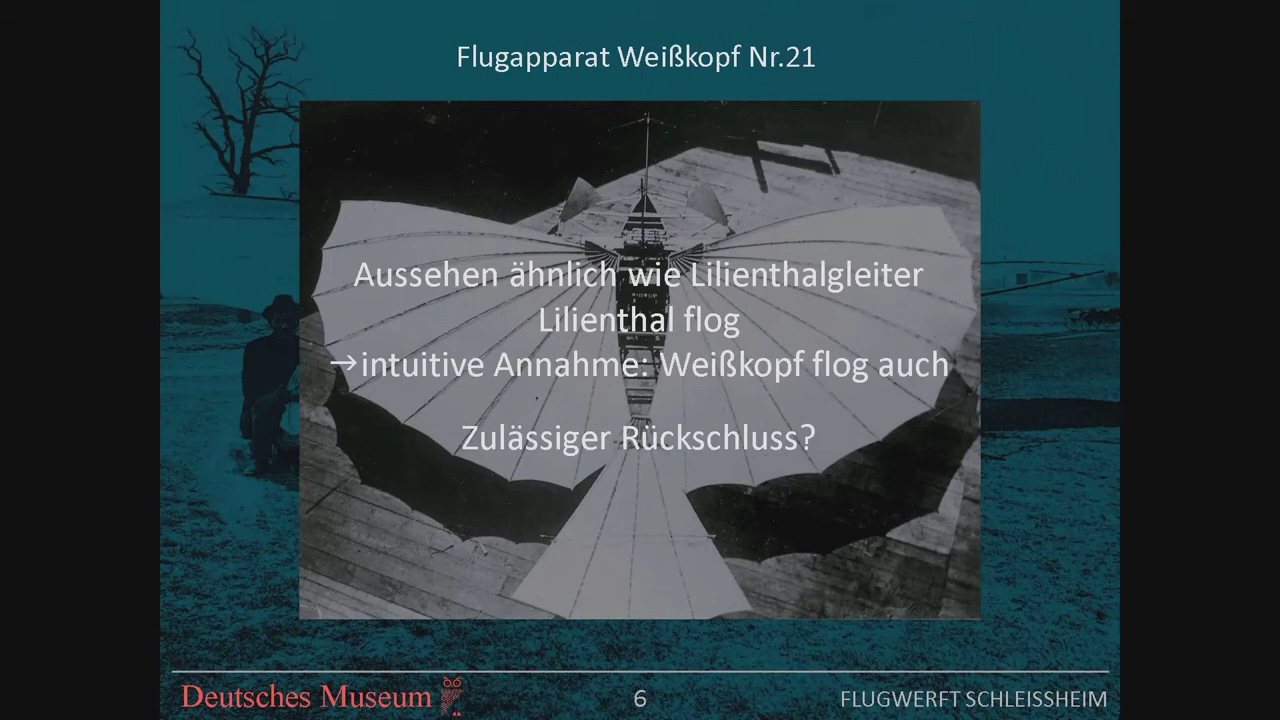 Flugapparat Weißkopf Nr.21
Aussehen ähnlich wie Lilienthalgleiter
Lilienthal flog
→intuitive Annahme: Weißkopf flog auch
Zulässiger Rückschluss?
Deutsches Museum
6
FLUGWERFT SCHLEISSHEIM